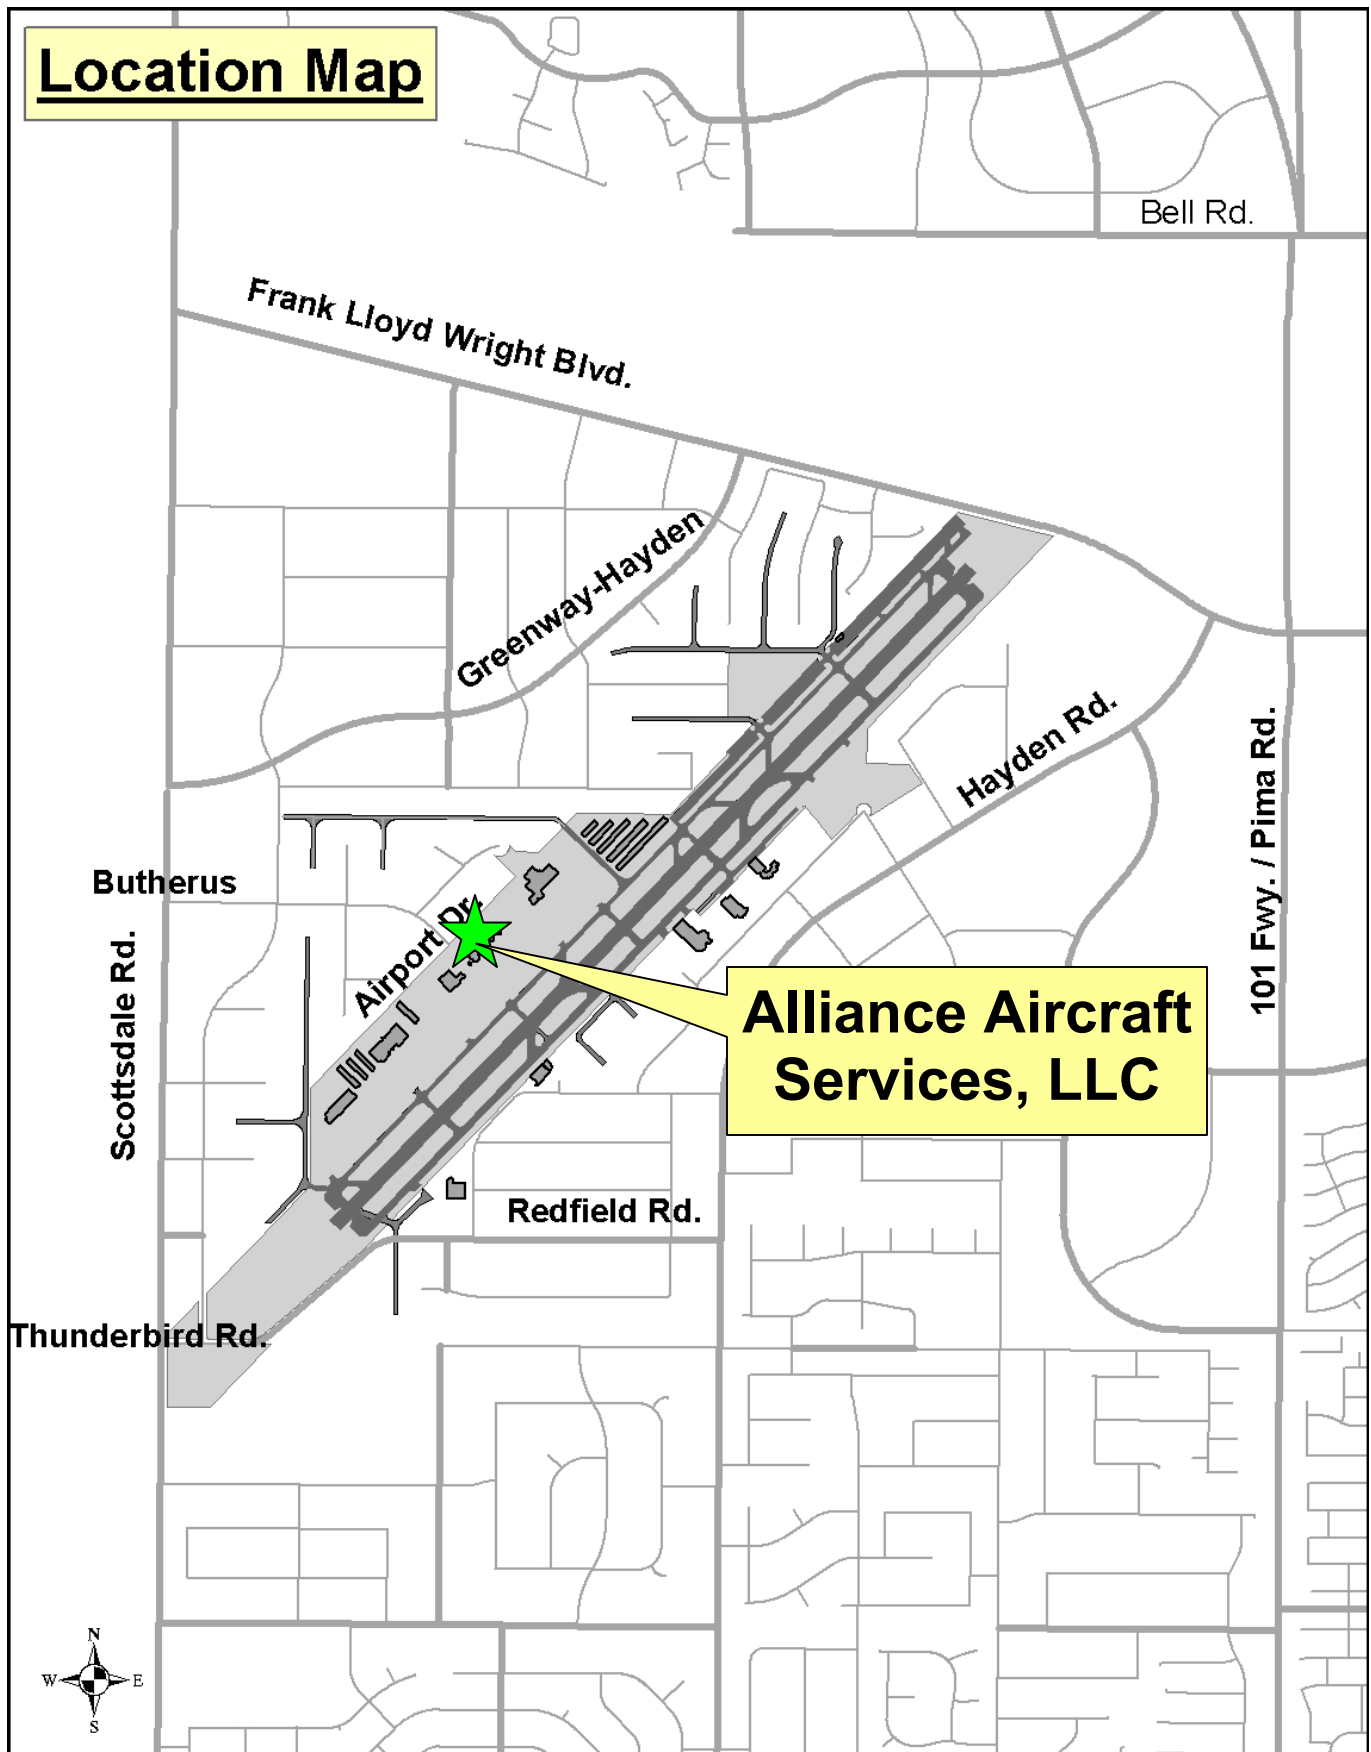 Location Map
Bell Rd.
Frank Lloyd Wright Blvd.
Greenway-Hayden
Hayden Rd.
101 Fwy. / Pima Rd.
Butherus
Airport Dr.
Scottsdale Rd.
Alliance Aircraft
Services, LLC
Redfield Rd.
Thunderbird Rd.
N
W
E
S